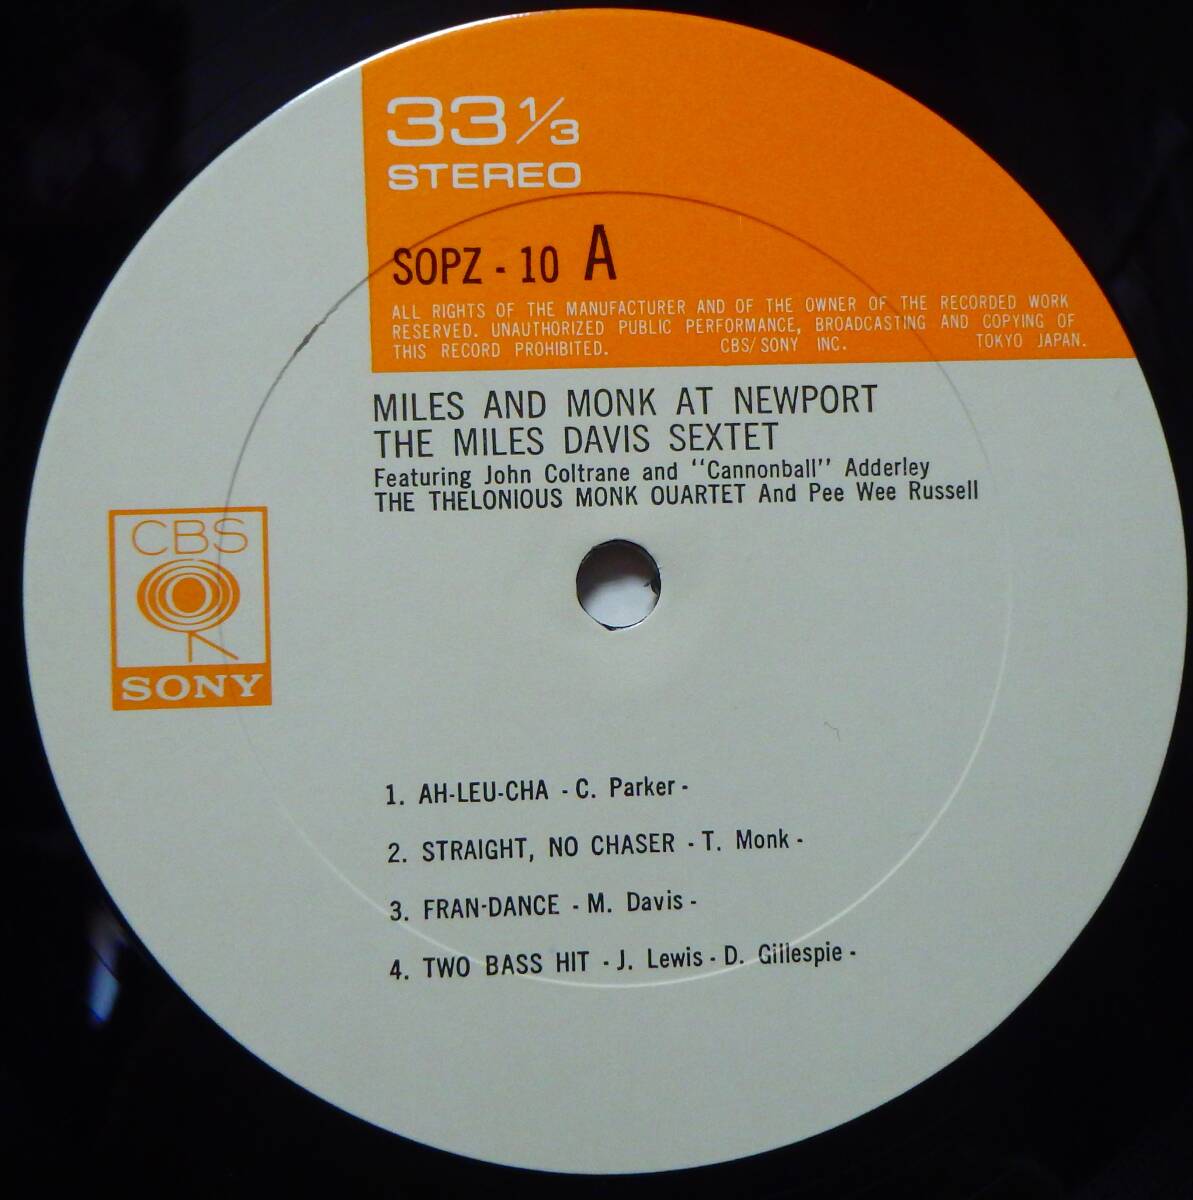 33 1/3
STEREO
SOPZ - 10 A
ALL RIGHTS OF THE MANUFACTURER AND OF THE OWNER OF THE RECORDED WORK
RESERVED. UNAUTHORIZED PUBLIC PERFORMANCE, BROADCASTING AND COPYING OF
THIS RECORD PROHIBITED. CBS/SONY INC. TOKYO JAPAN.
MILES AND MONK AT NEWPORT
THE MILES DAVIS SEXTET
Featuring John Coltrane and "Cannonball" Adderley
THE THELONIOUS MONK OUARTET And Pee Wee Russell
CBS
SONY
1. AH-LEU-CHA - C. Parker -
2. STRAIGHT, NO CHASER - T. Monk -
3. FRAN-DANCE - M. Davis -
4. TWO BASS HIT - J. Lewis - D. Gillespie -